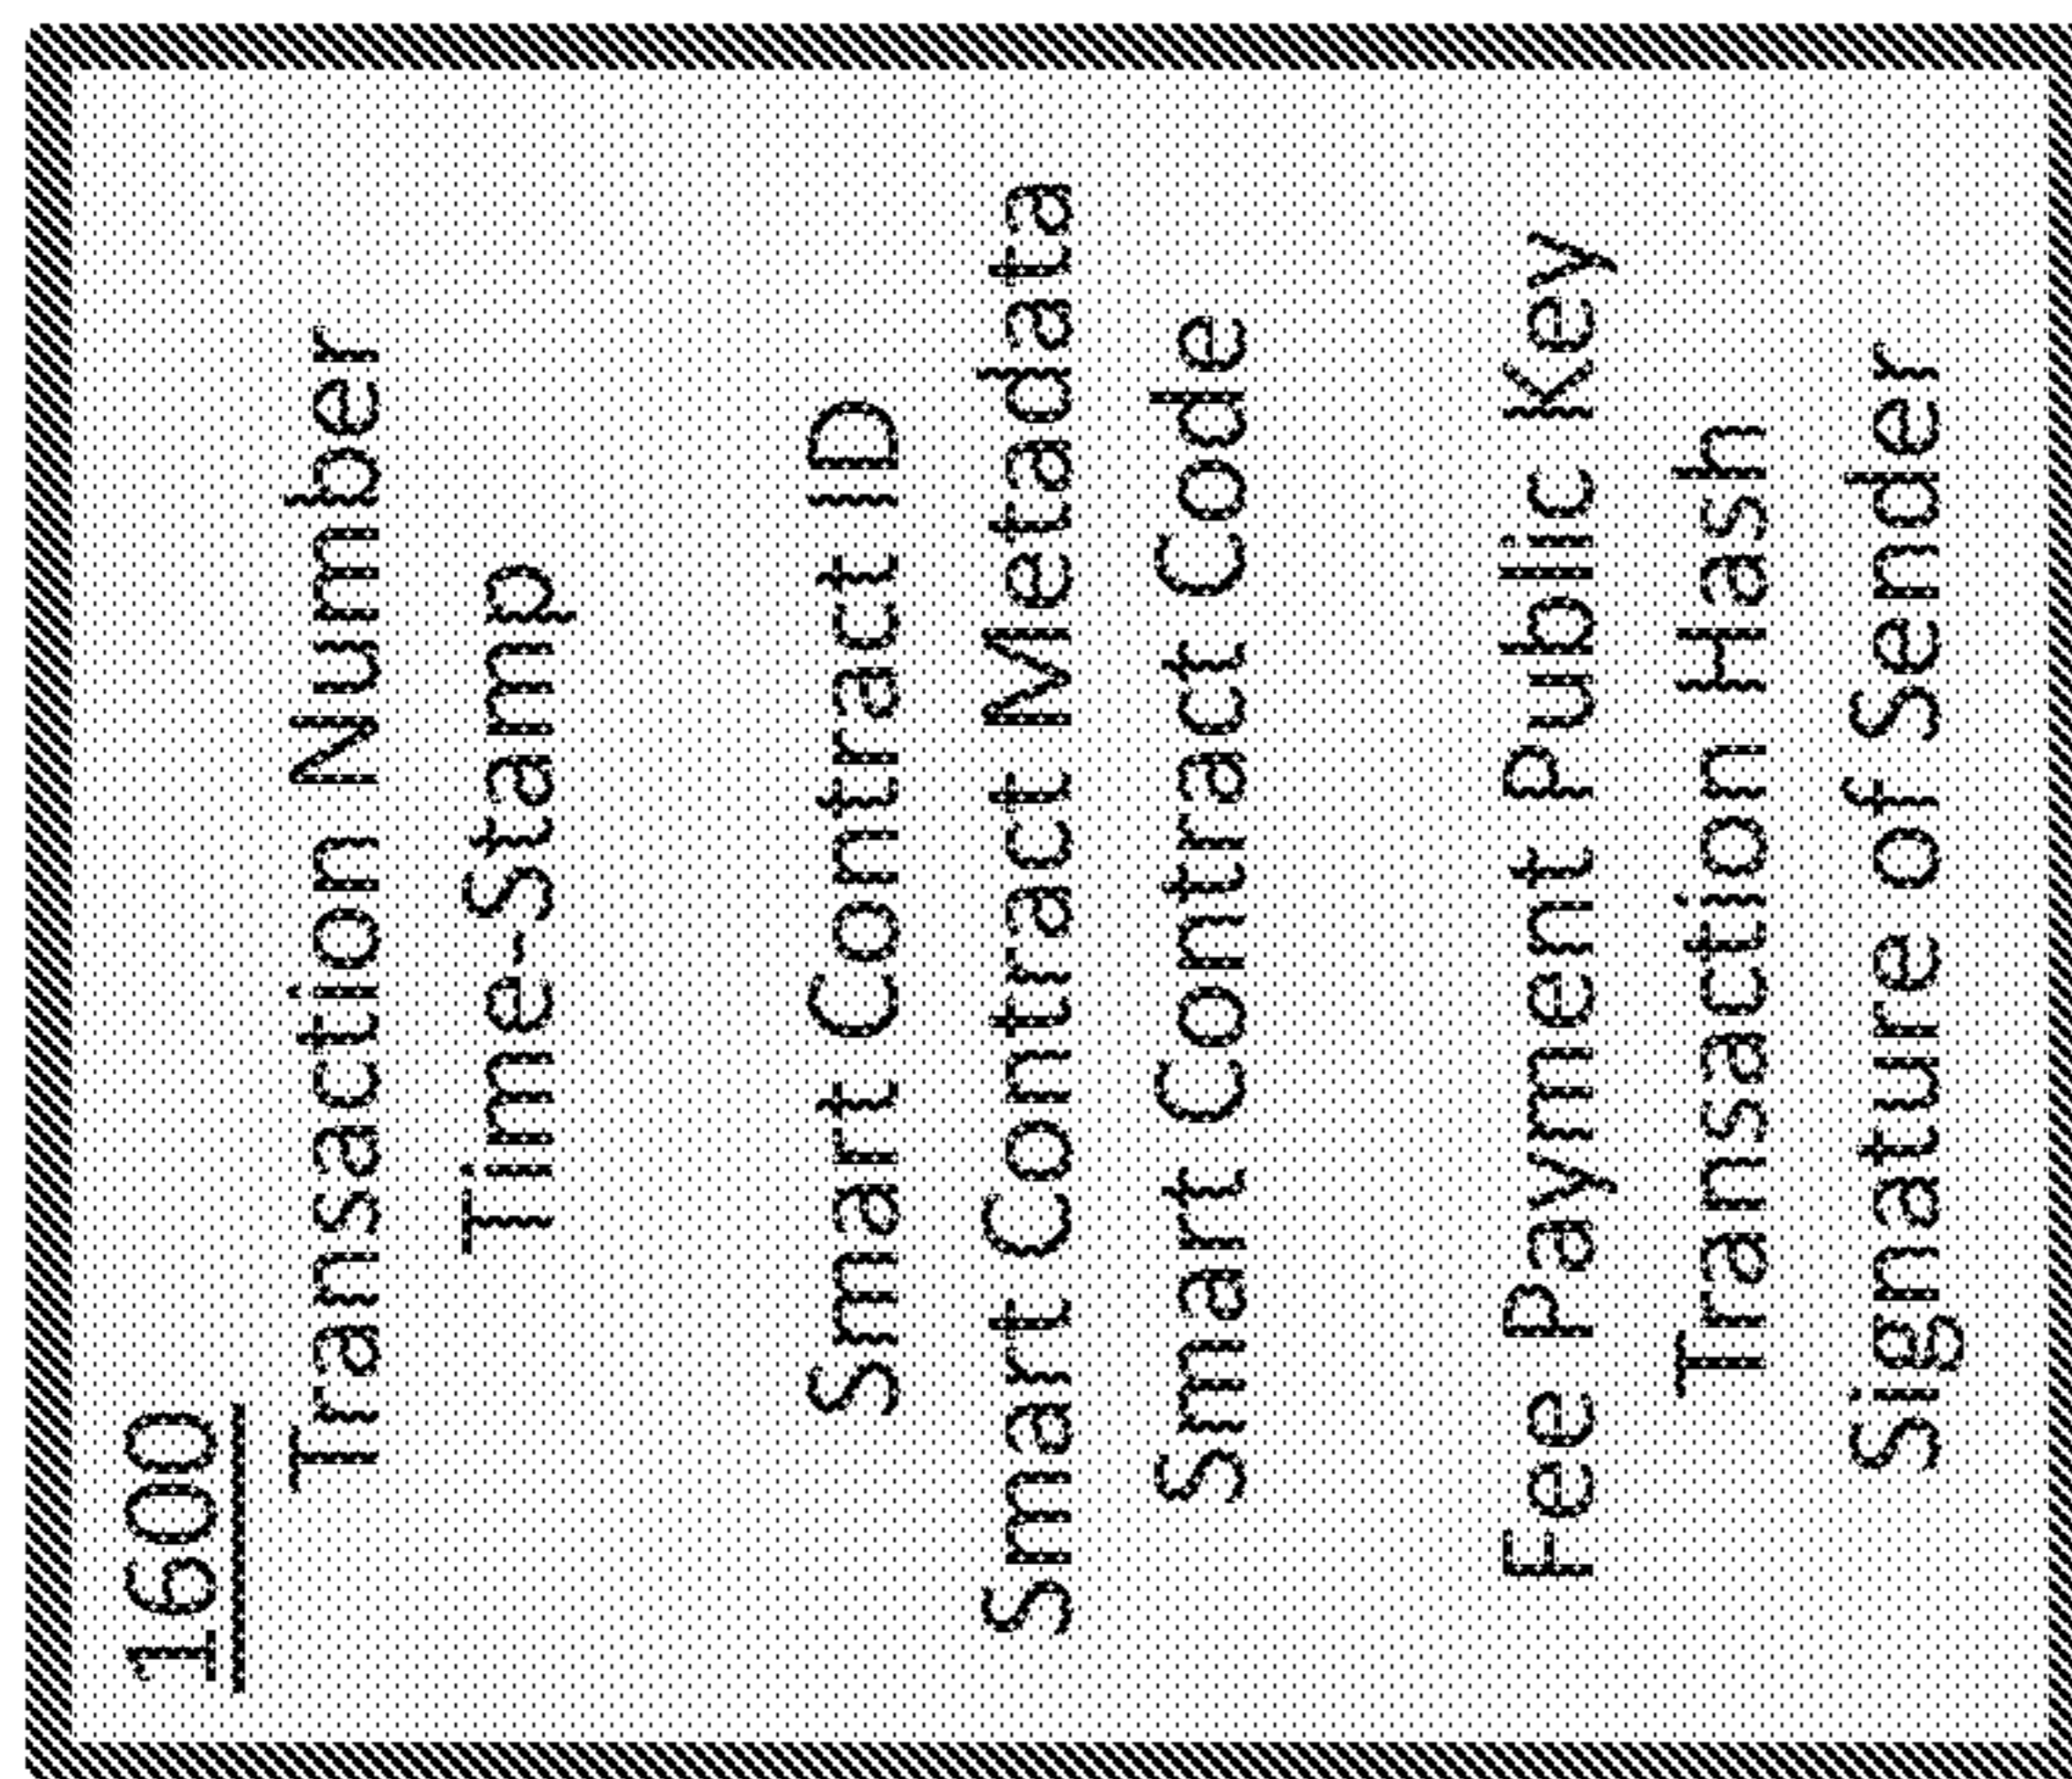 1600
Transaction Number
Time-Stamp
Smart Contract ID
Smart Contract Metadata
Smart Contract Code
Fee Payment Public Key
Transaction Hash
Signature of Sender